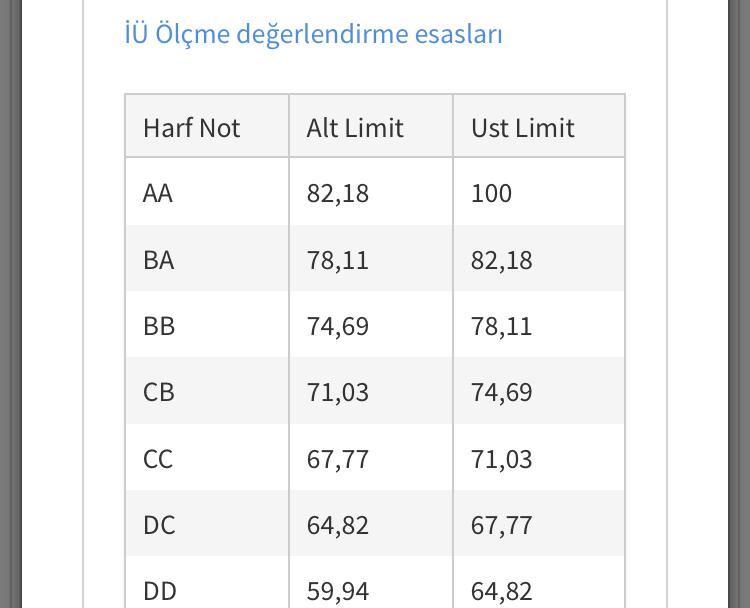 İÜ Ölçme değerlendirme esasları
Harf Not Alt Limit Ust Limit
AA 82,18 100
BA 78,11 82,18
BB 74,69 78,11
CB 71,03 74,69
CC 67,77 71,03
DC 64,82 67,77
DD 59,94 64,82